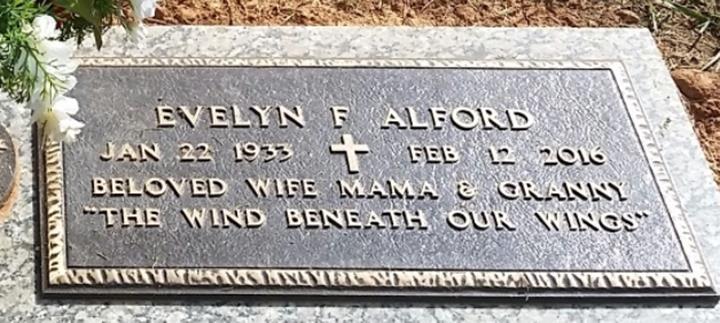 EVELYN F ALFORD
JAN 22 1933 FEB 12 2016
BELOVED WIFE MAMA & GRANNY
"THE WIND BENEATH OUR WINGS"